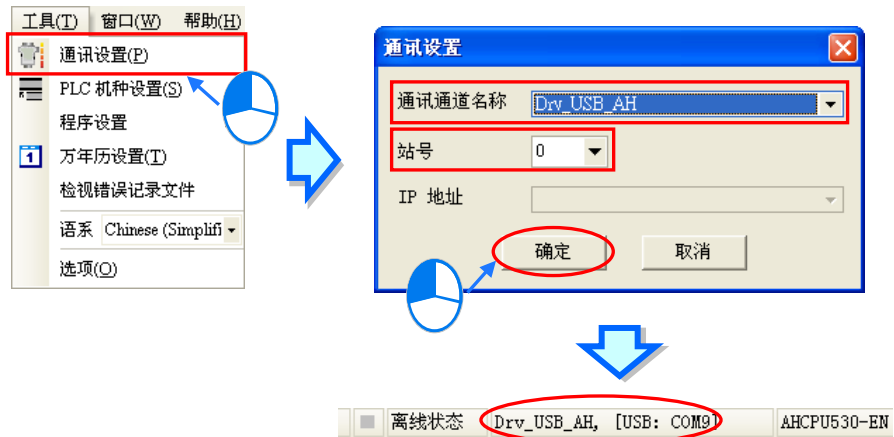 工具(T) 窗口(W) 帮助(H)
通讯设置(P)
PLC 机种设置(S)
程序设置
1 万年历设置(T)
检视错误记录文件
语系 Chinese (Simplifi
选项(O)
通讯设置
通讯通道名称 Drv_USB_AH
站号 0
IP 地址
确定 取消
离线状态 Drv_USB_AH, [USB: COM9] AHCPU530-EN